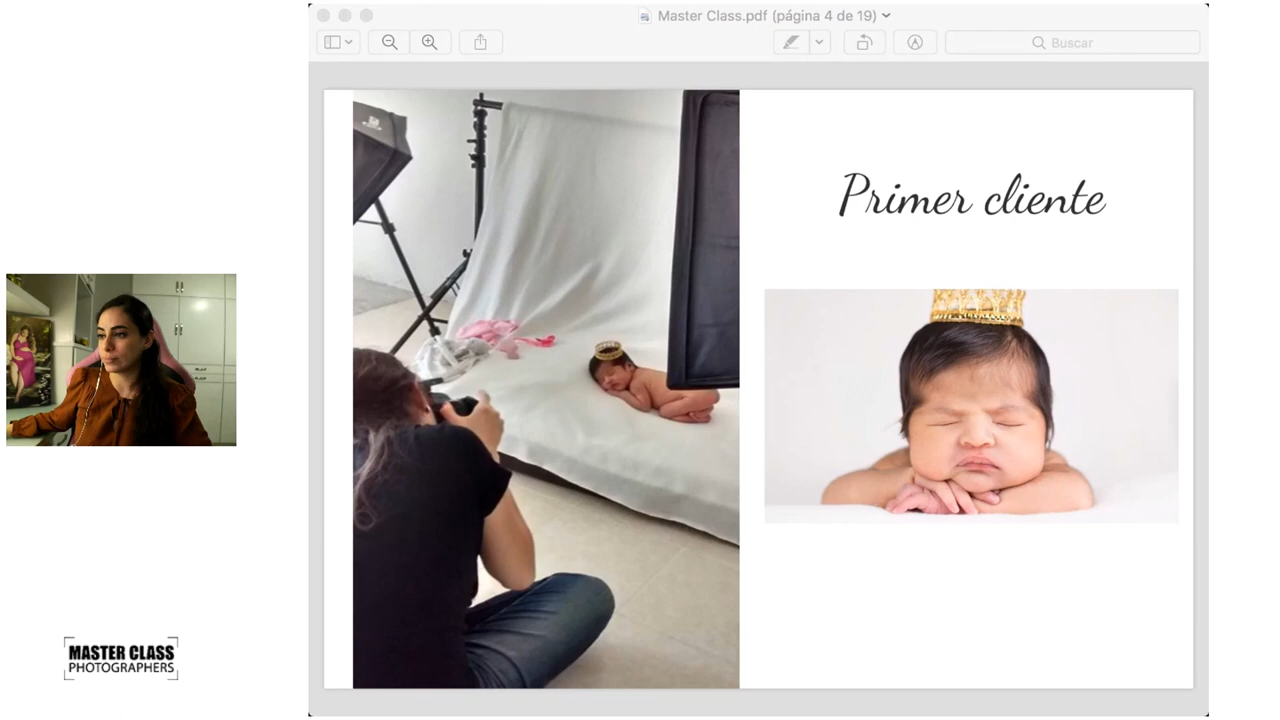 Master Class.pdf (página 4 de 19)
Buscar
Primer cliente
MASTER CLASS
PHOTOGRAPHERS